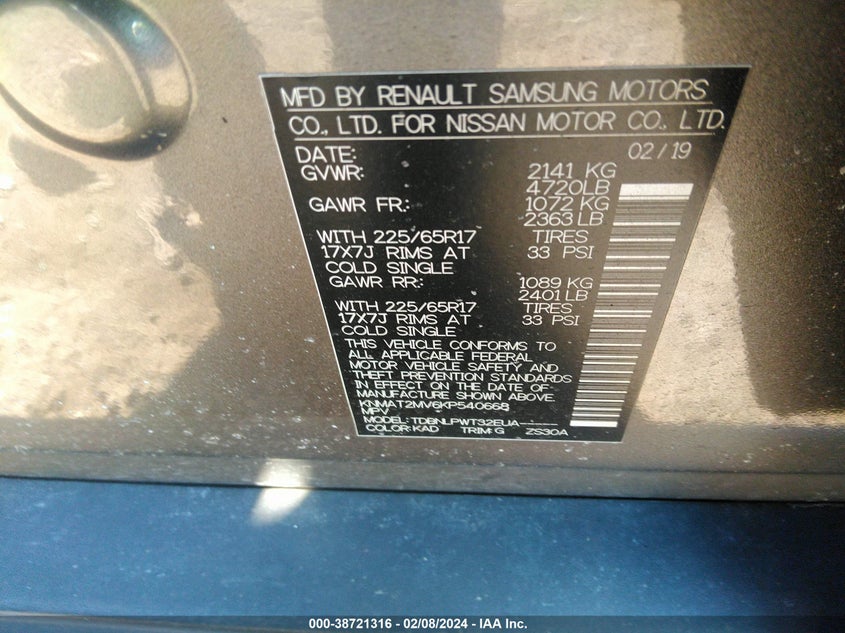 MFD BY RENAULT SAMSUNG MOTORS
CO., LTD. FOR NISSAN MOTOR CO., LTD.
DATE: 02/19
GVWR: 2141 KG
4720LB
GAWR FR.: 1072 KG
2363 LB
WITH 225/65R17 TIRES
17X7J RIMS AT 33 PSI
COLD SINGLE
GAWR RR.: 1089 KG
2401 LB
WITH 225/65R17 TIRES
17X7J RIMS AT 33 PSI
COLD SINGLE
THIS VEHICLE CONFORMS TO
ALL APPLICABLE FEDERAL
MOTOR VEHICLE SAFETY AND
THEFT PREVENTION STANDARDS
IN EFFECT ON THE DATE OF
MANUFACTURE SHOWN ABOVE.
KNMAT2MV6KP540668
MPV
MODEL: TDBNLPWT32EUA-----
COLOR: KAD TRIM: G ZS30A
000-38721316 - 02/08/2024 - IAA Inc.